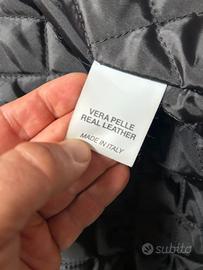 VERA PELLE
REAL LEATHER
MADE IN ITALY
subito